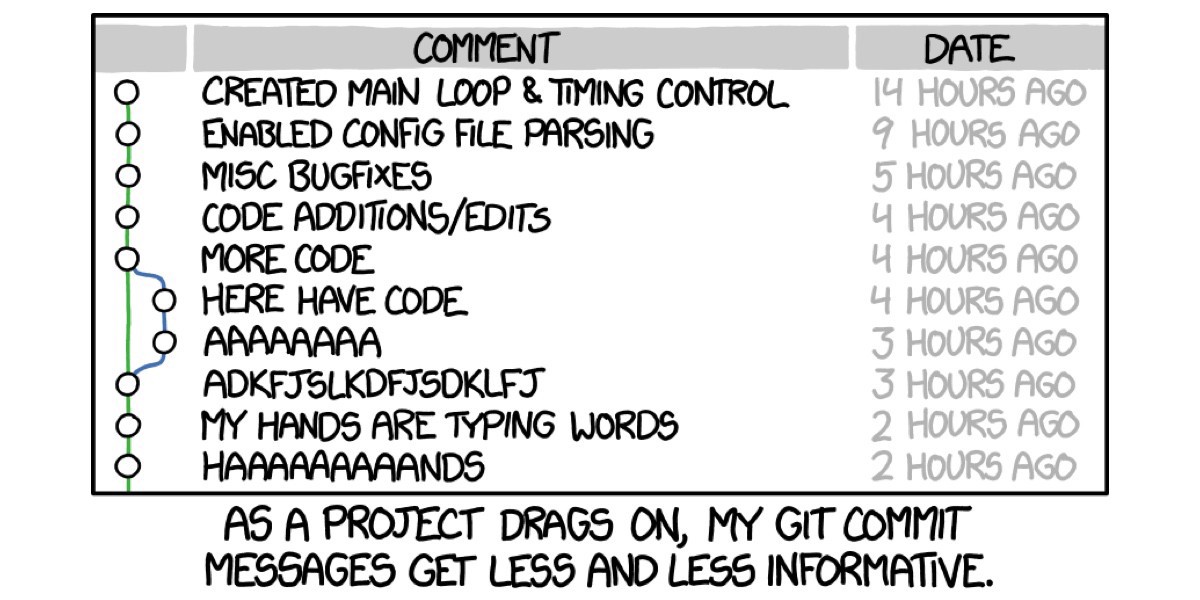 COMMENT DATE
CREATED MAIN LOOP & TIMING CONTROL 14 HOURS AGO
ENABLED CONFIG FILE PARSING 9 HOURS AGO
MISC BUGFIXES 5 HOURS AGO
CODE ADDITIONS/EDITS 4 HOURS AGO
MORE CODE 4 HOURS AGO
HERE HAVE CODE 4 HOURS AGO
AAAAAAAA 3 HOURS AGO
ADKFJSLKDFJSDKLFJ 3 HOURS AGO
MY HANDS ARE TYPING WORDS 2 HOURS AGO
HAAAAAAAAANDS 2 HOURS AGO
AS A PROJECT DRAGS ON, MY GIT COMMIT
MESSAGES GET LESS AND LESS INFORMATIVE.